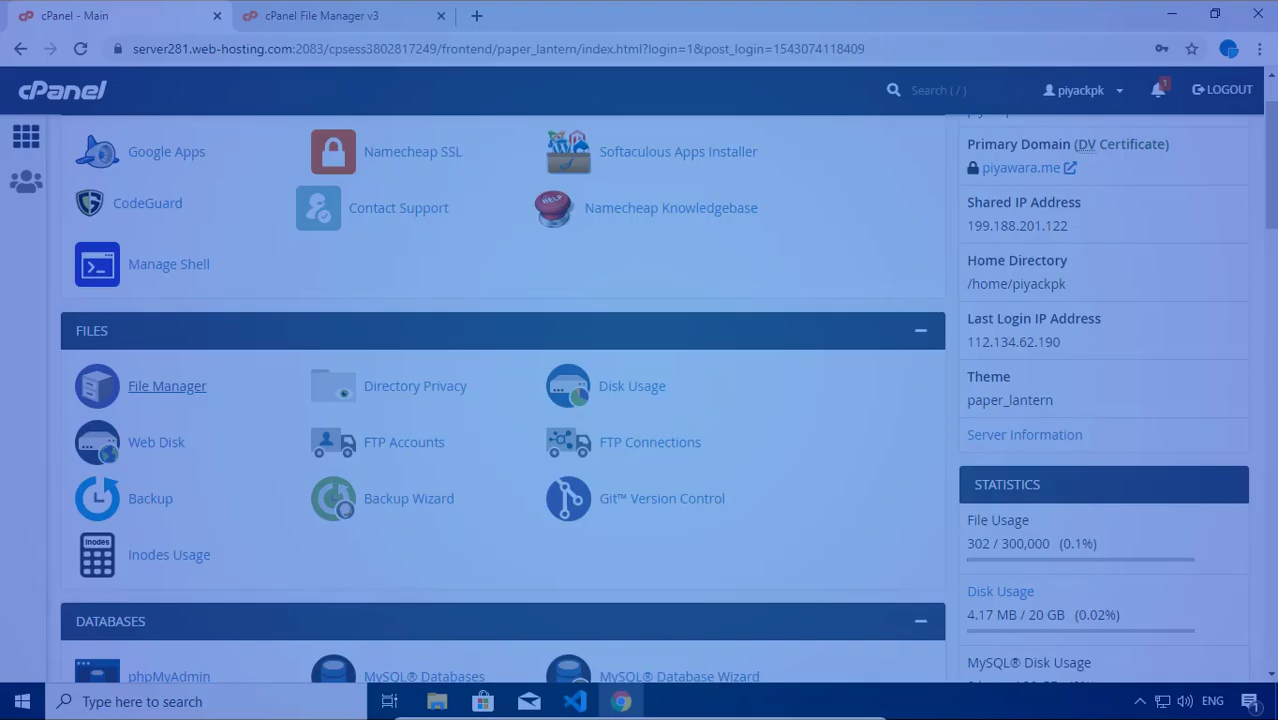 cPanel - Main
cPanel File Manager v3
server281.web-hosting.com:2083/cpsess3802817249/frontend/paper_lantern/index.html?login=1&post_login=1543074118409
cPanel
Search ( / )
piyackpk
1
LOGOUT
Google Apps
Namecheap SSL
Softaculous Apps Installer
CodeGuard
Contact Support
HELP
Namecheap Knowledgebase
Manage Shell
FILES
File Manager
Directory Privacy
Disk Usage
Web Disk
FTP Accounts
FTP Connections
Backup
Backup Wizard
Git™ Version Control
inodes
Inodes Usage
DATABASES
phpMyAdmin
MySQL® Databases
MySQL® Database Wizard
Primary Domain (DV Certificate)
piyawara.me
Shared IP Address
199.188.201.122
Home Directory
/home/piyackpk
Last Login IP Address
112.134.62.190
Theme
paper_lantern
Server Information
STATISTICS
File Usage
302 / 300,000 (0.1%)
Disk Usage
4.17 MB / 20 GB (0.02%)
MySQL® Disk Usage
Type here to search
ENG
1